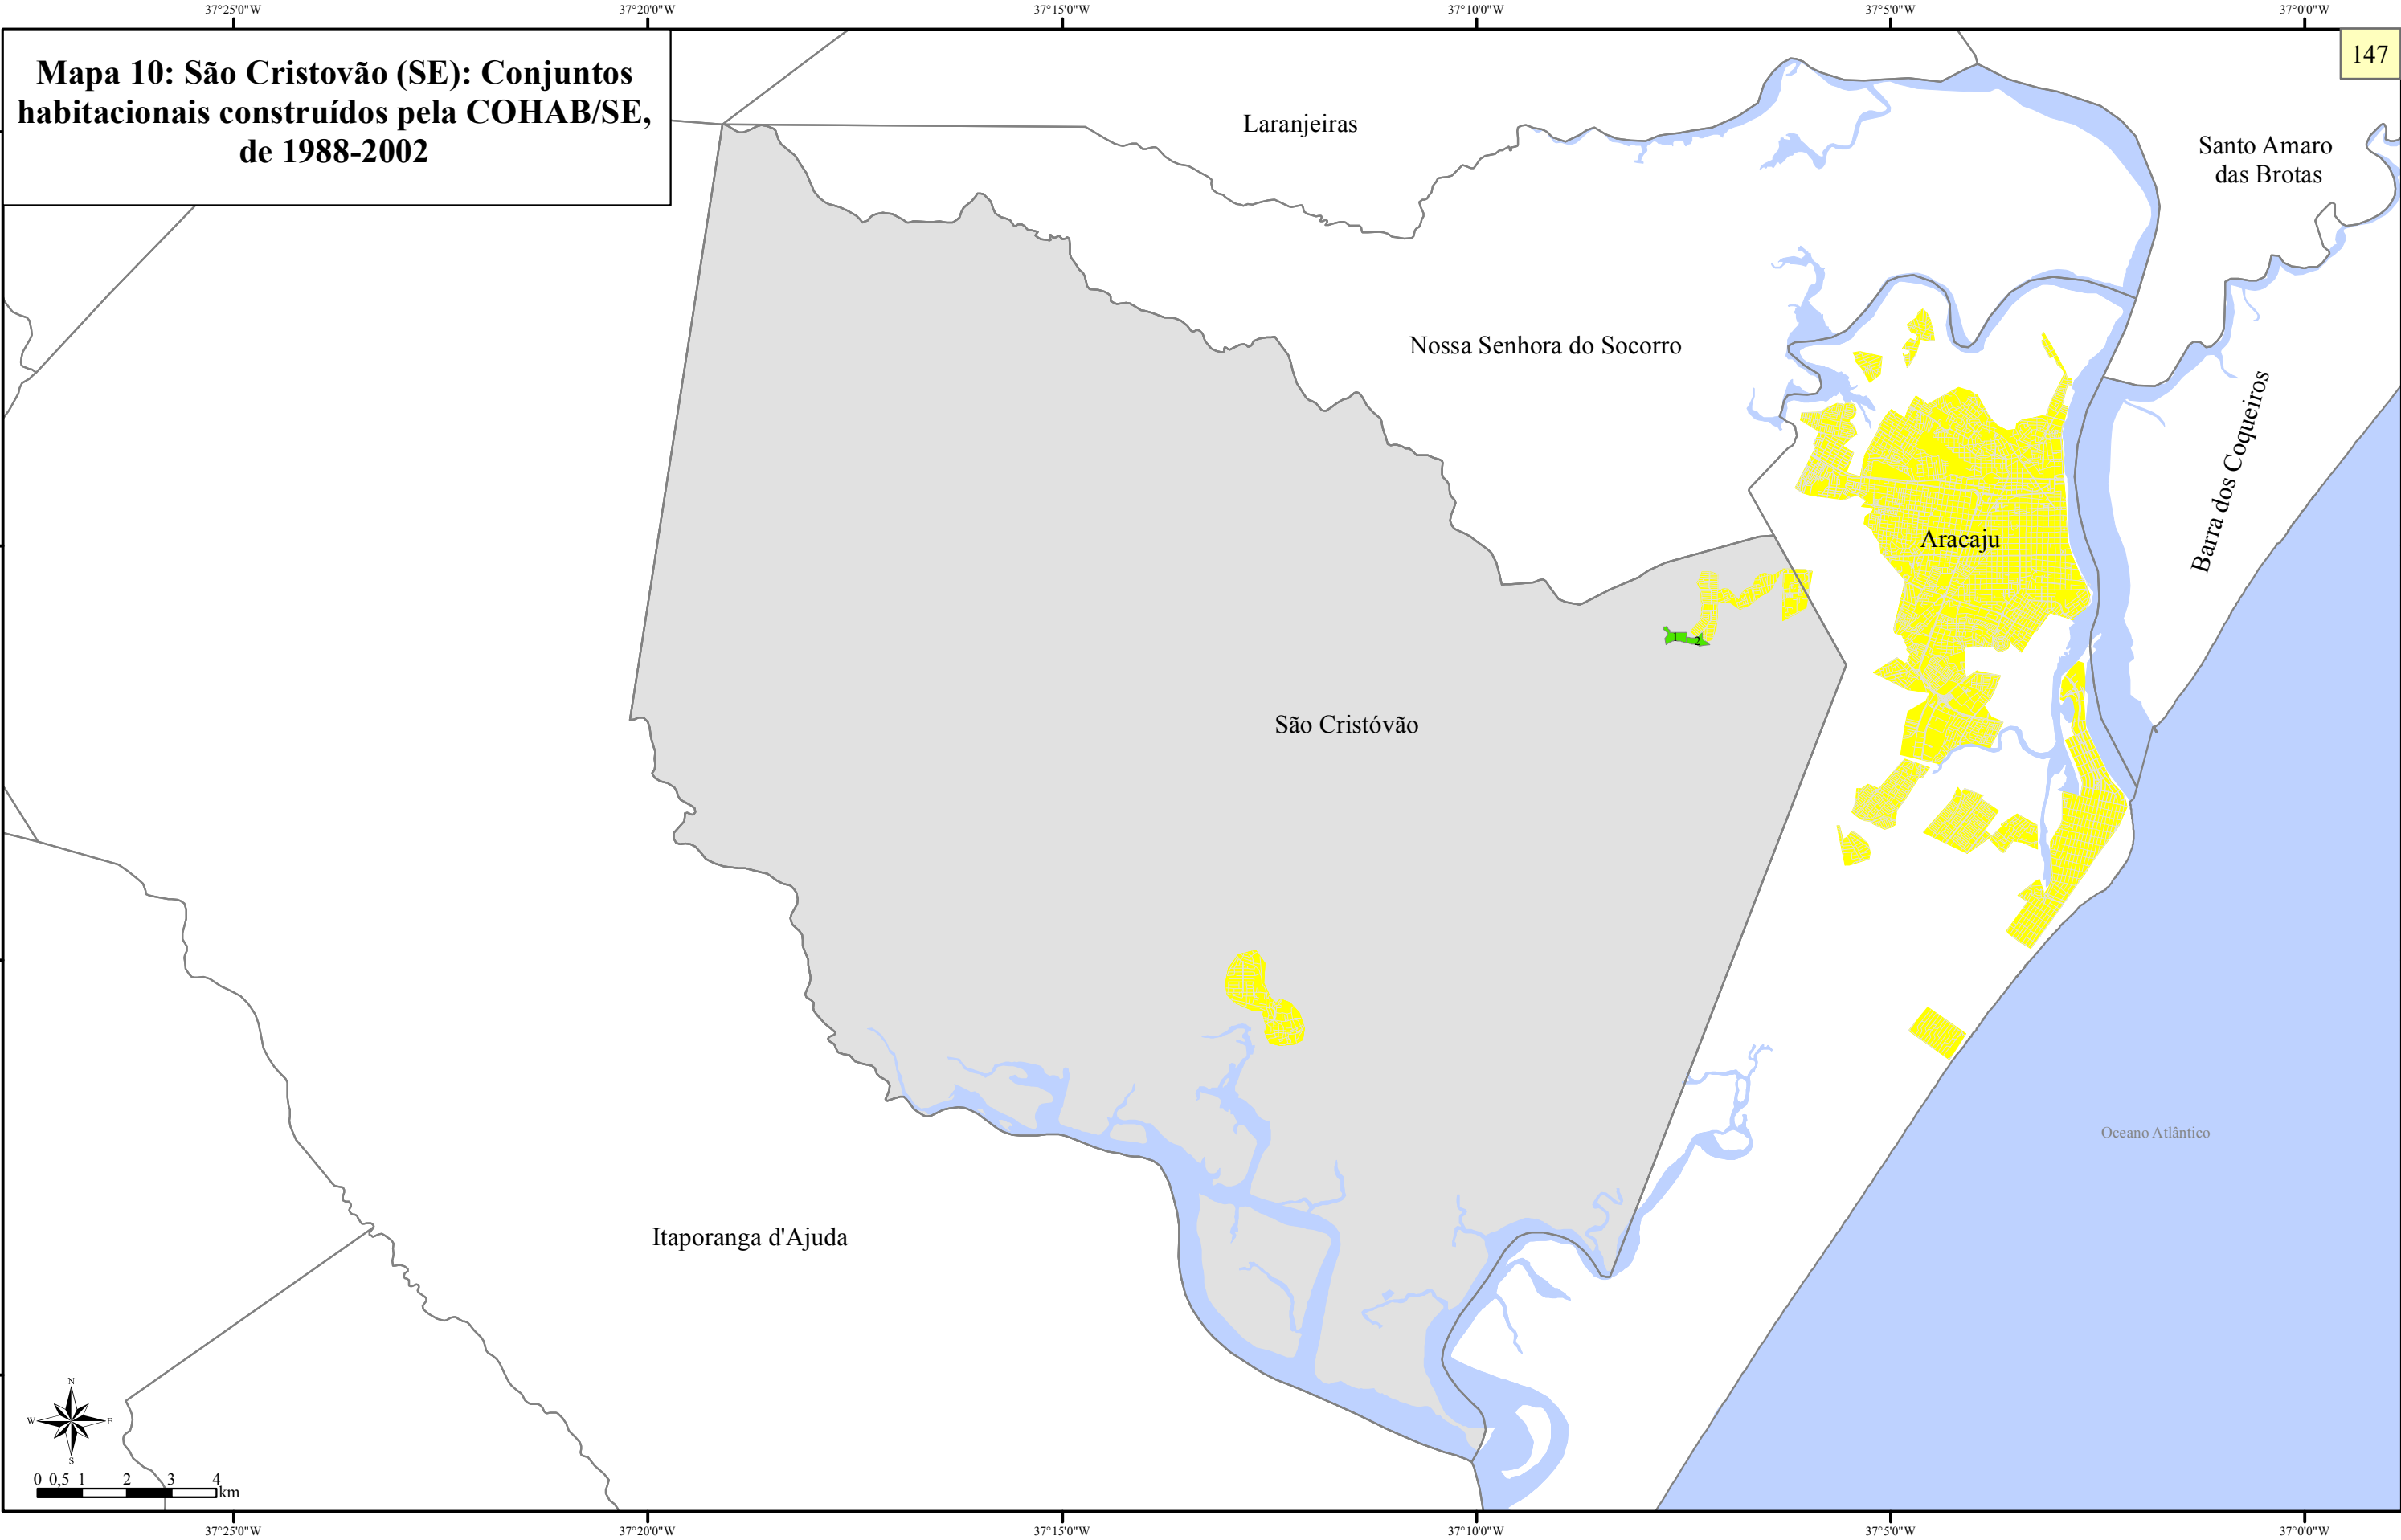 37°25'0"W
37°20'0"W
37°15'0"W
37°10'0"W
37°5'0"W
37°0'0"W
Mapa 10: São Cristovão (SE): Conjuntos
habitacionais construídos pela COHAB/SE,
de 1988-2002
147
Laranjeiras
Santo Amaro
das Brotas
Nossa Senhora do Socorro
Barra dos Coqueiros
Aracaju
1
2
São Cristóvão
Oceano Atlântico
Itaporanga d'Ajuda
N
W
E
S
0 0,5 1 2 3 4
km
37°25'0"W
37°20'0"W
37°15'0"W
37°10'0"W
37°5'0"W
37°0'0"W